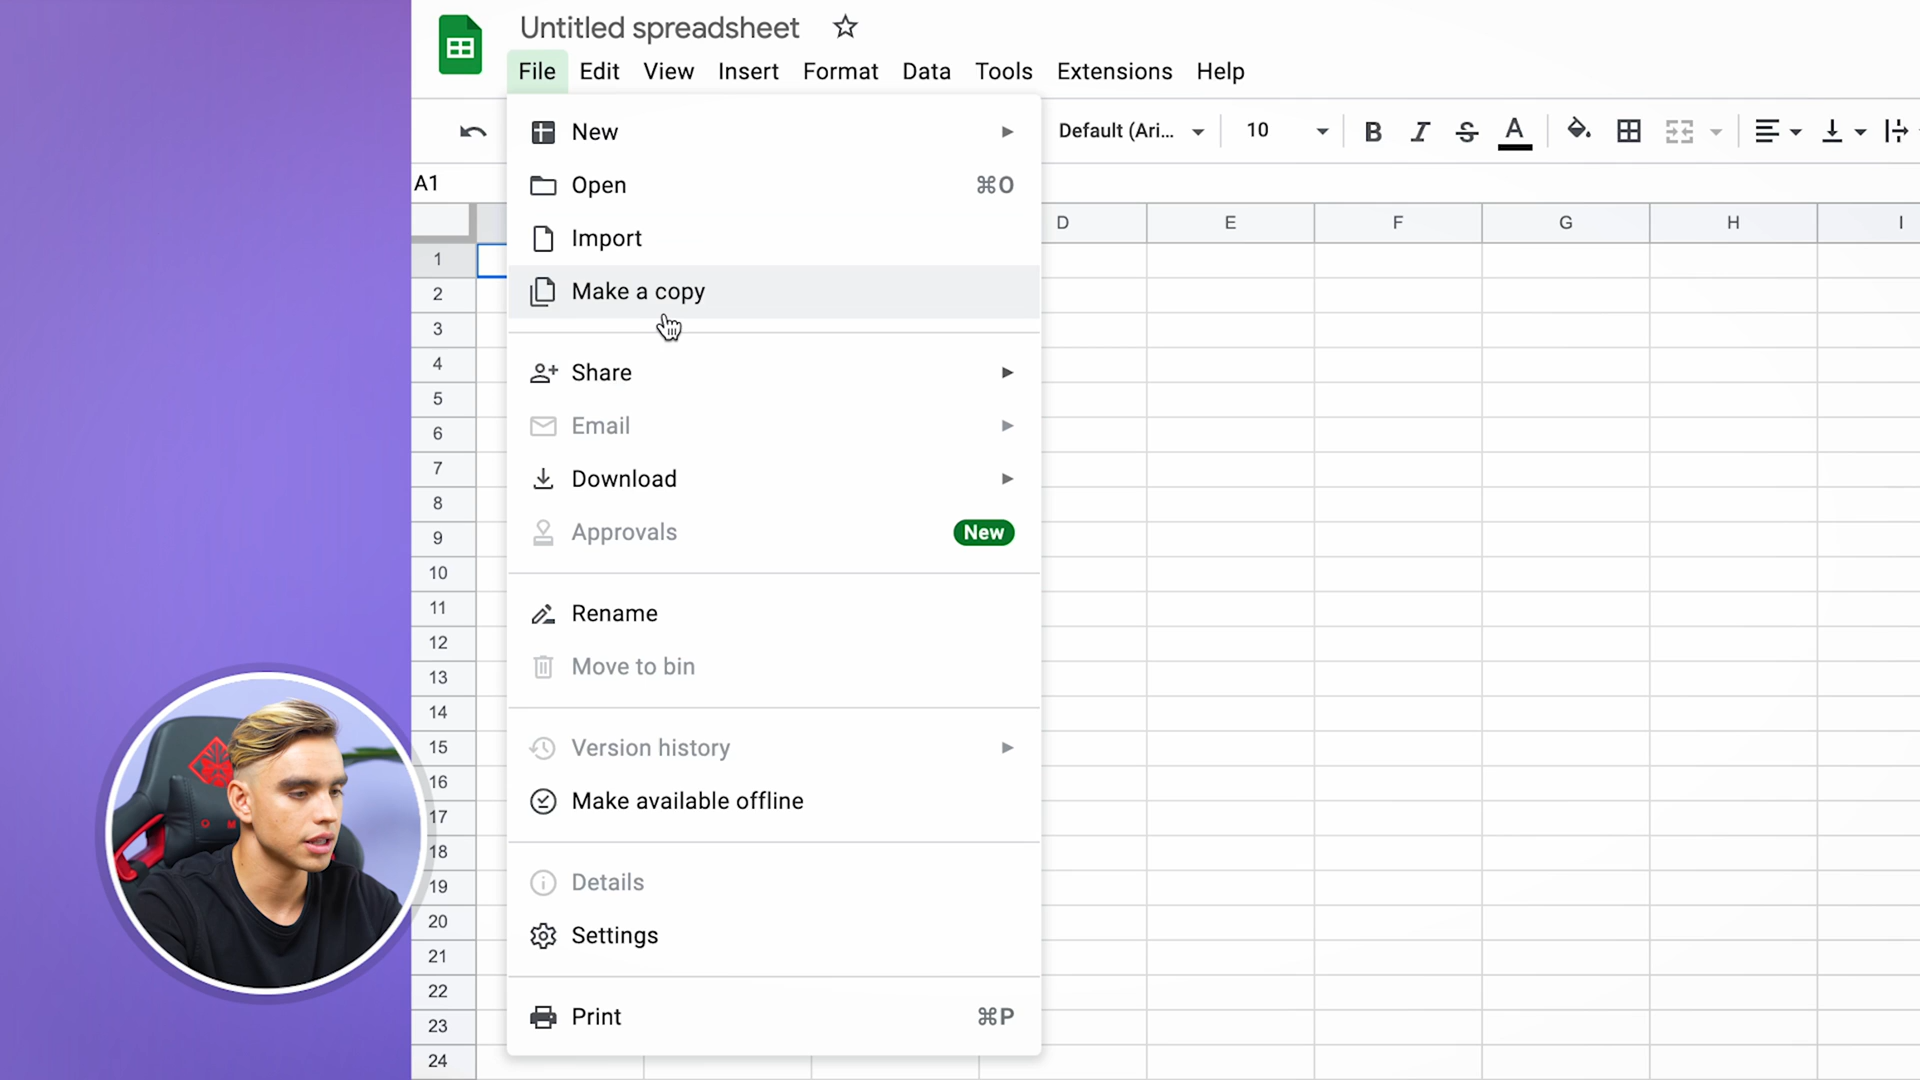 Untitled spreadsheet
File Edit View Insert Format Data Tools Extensions Help
New
Default (Ari... 10 B I S A
Open ⌘O
A1
Import
D E F G H I
Make a copy
Share
Email
Download
Approvals New
Rename
Move to bin
Version history
Make available offline
Details
Settings
Print ⌘P
1
2
3
4
5
6
7
8
9
10
11
12
13
14
15
16
17
18
19
20
21
22
23
24
O M